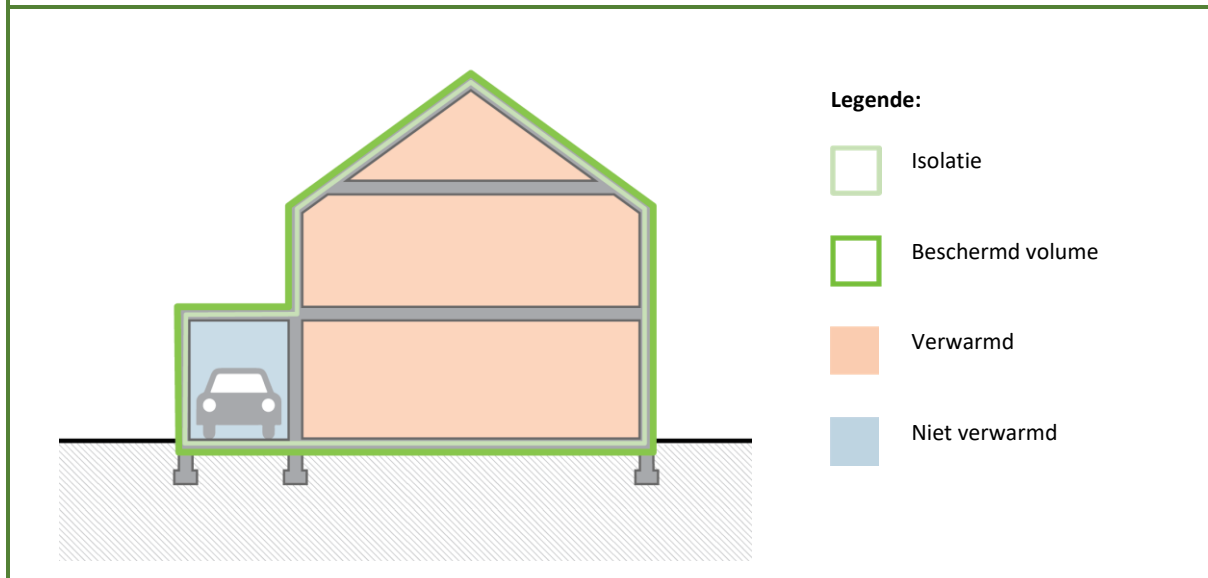 Legende:
Isolatie
Beschermd volume
Verwarmd
Niet verwarmd